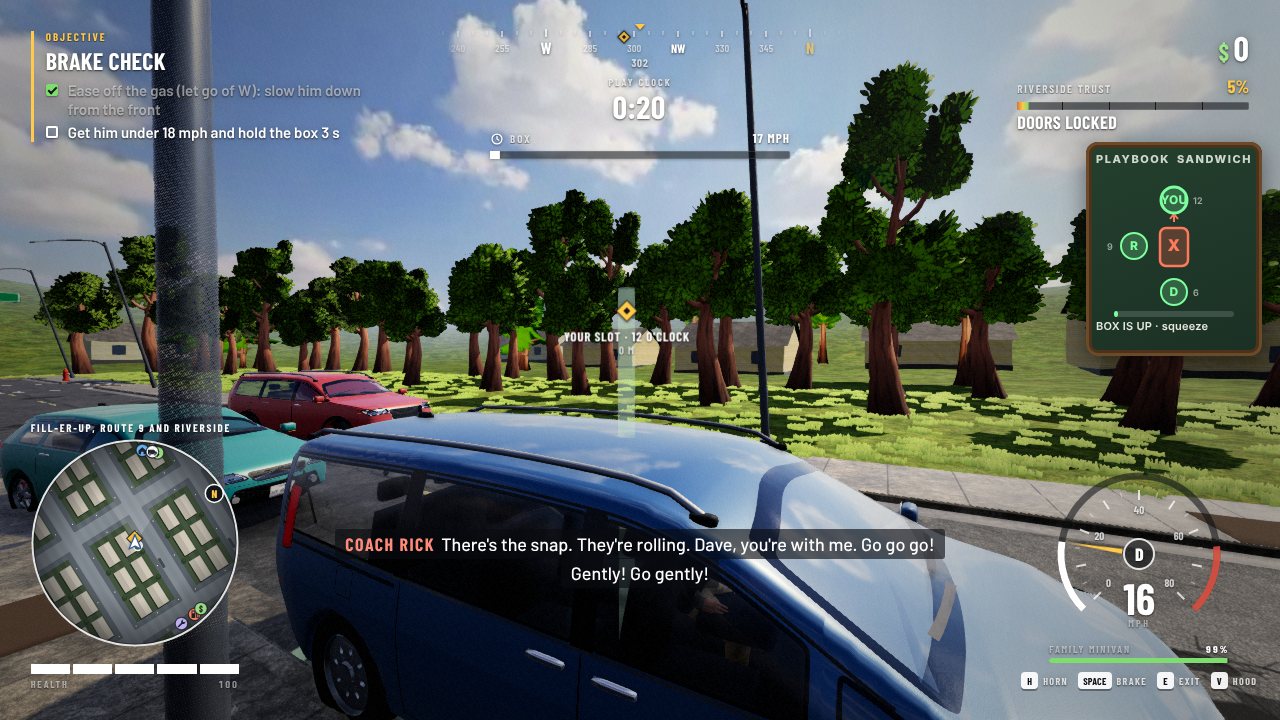 OBJECTIVE
BRAKE CHECK
Ease off the gas (let go of W): slow him down
from the front
Get him under 18 mph and hold the box 3 s
240 255 W 285 300 NW 330 345 N
302
PLAY CLOCK
0:20
BOX 17 MPH
$0
RIVERSIDE TRUST 5%
DOORS LOCKED
PLAYBOOK SANDWICH
YOU 12
9 R X
D 6
BOX IS UP · squeeze
YOUR SLOT · 12 O'CLOCK
0 M
FILL-ER-UP, ROUTE 9 AND RIVERSIDE
N
COACH RICK There's the snap. They're rolling. Dave, you're with me. Go go go!
Gently! Go gently!
0 20 40 60 80
D
16
MPH
FAMILY MINIVAN 99%
HEALTH 100
H HORN SPACE BRAKE E EXIT V HOOD